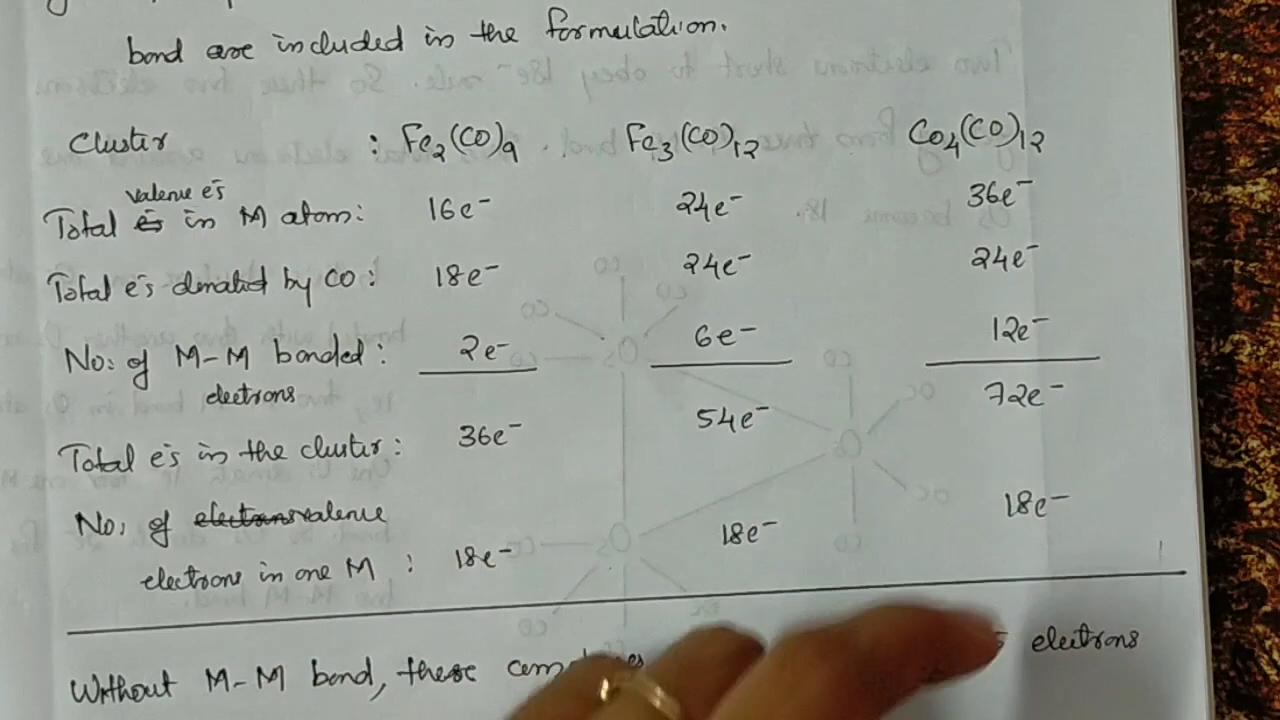 bond are included in the formulation.
Cluster : Fe₂(CO)₉ Fe₃(CO)₁₂ Co₄(CO)₁₂
valence e⁻s
Total e⁻s in M atom: 16e⁻ 24e⁻ 36e⁻
Total e⁻s donated by CO: 18e⁻ 24e⁻ 24e⁻
No: of M-M bonded: 2e⁻ 6e⁻ 12e⁻
electrons
Total e⁻s in the cluster: 36e⁻ 54e⁻ 72e⁻
No, of electrons valence
electrons in one M : 18e⁻ 18e⁻ 18e⁻
Without M-M bond, these electrons